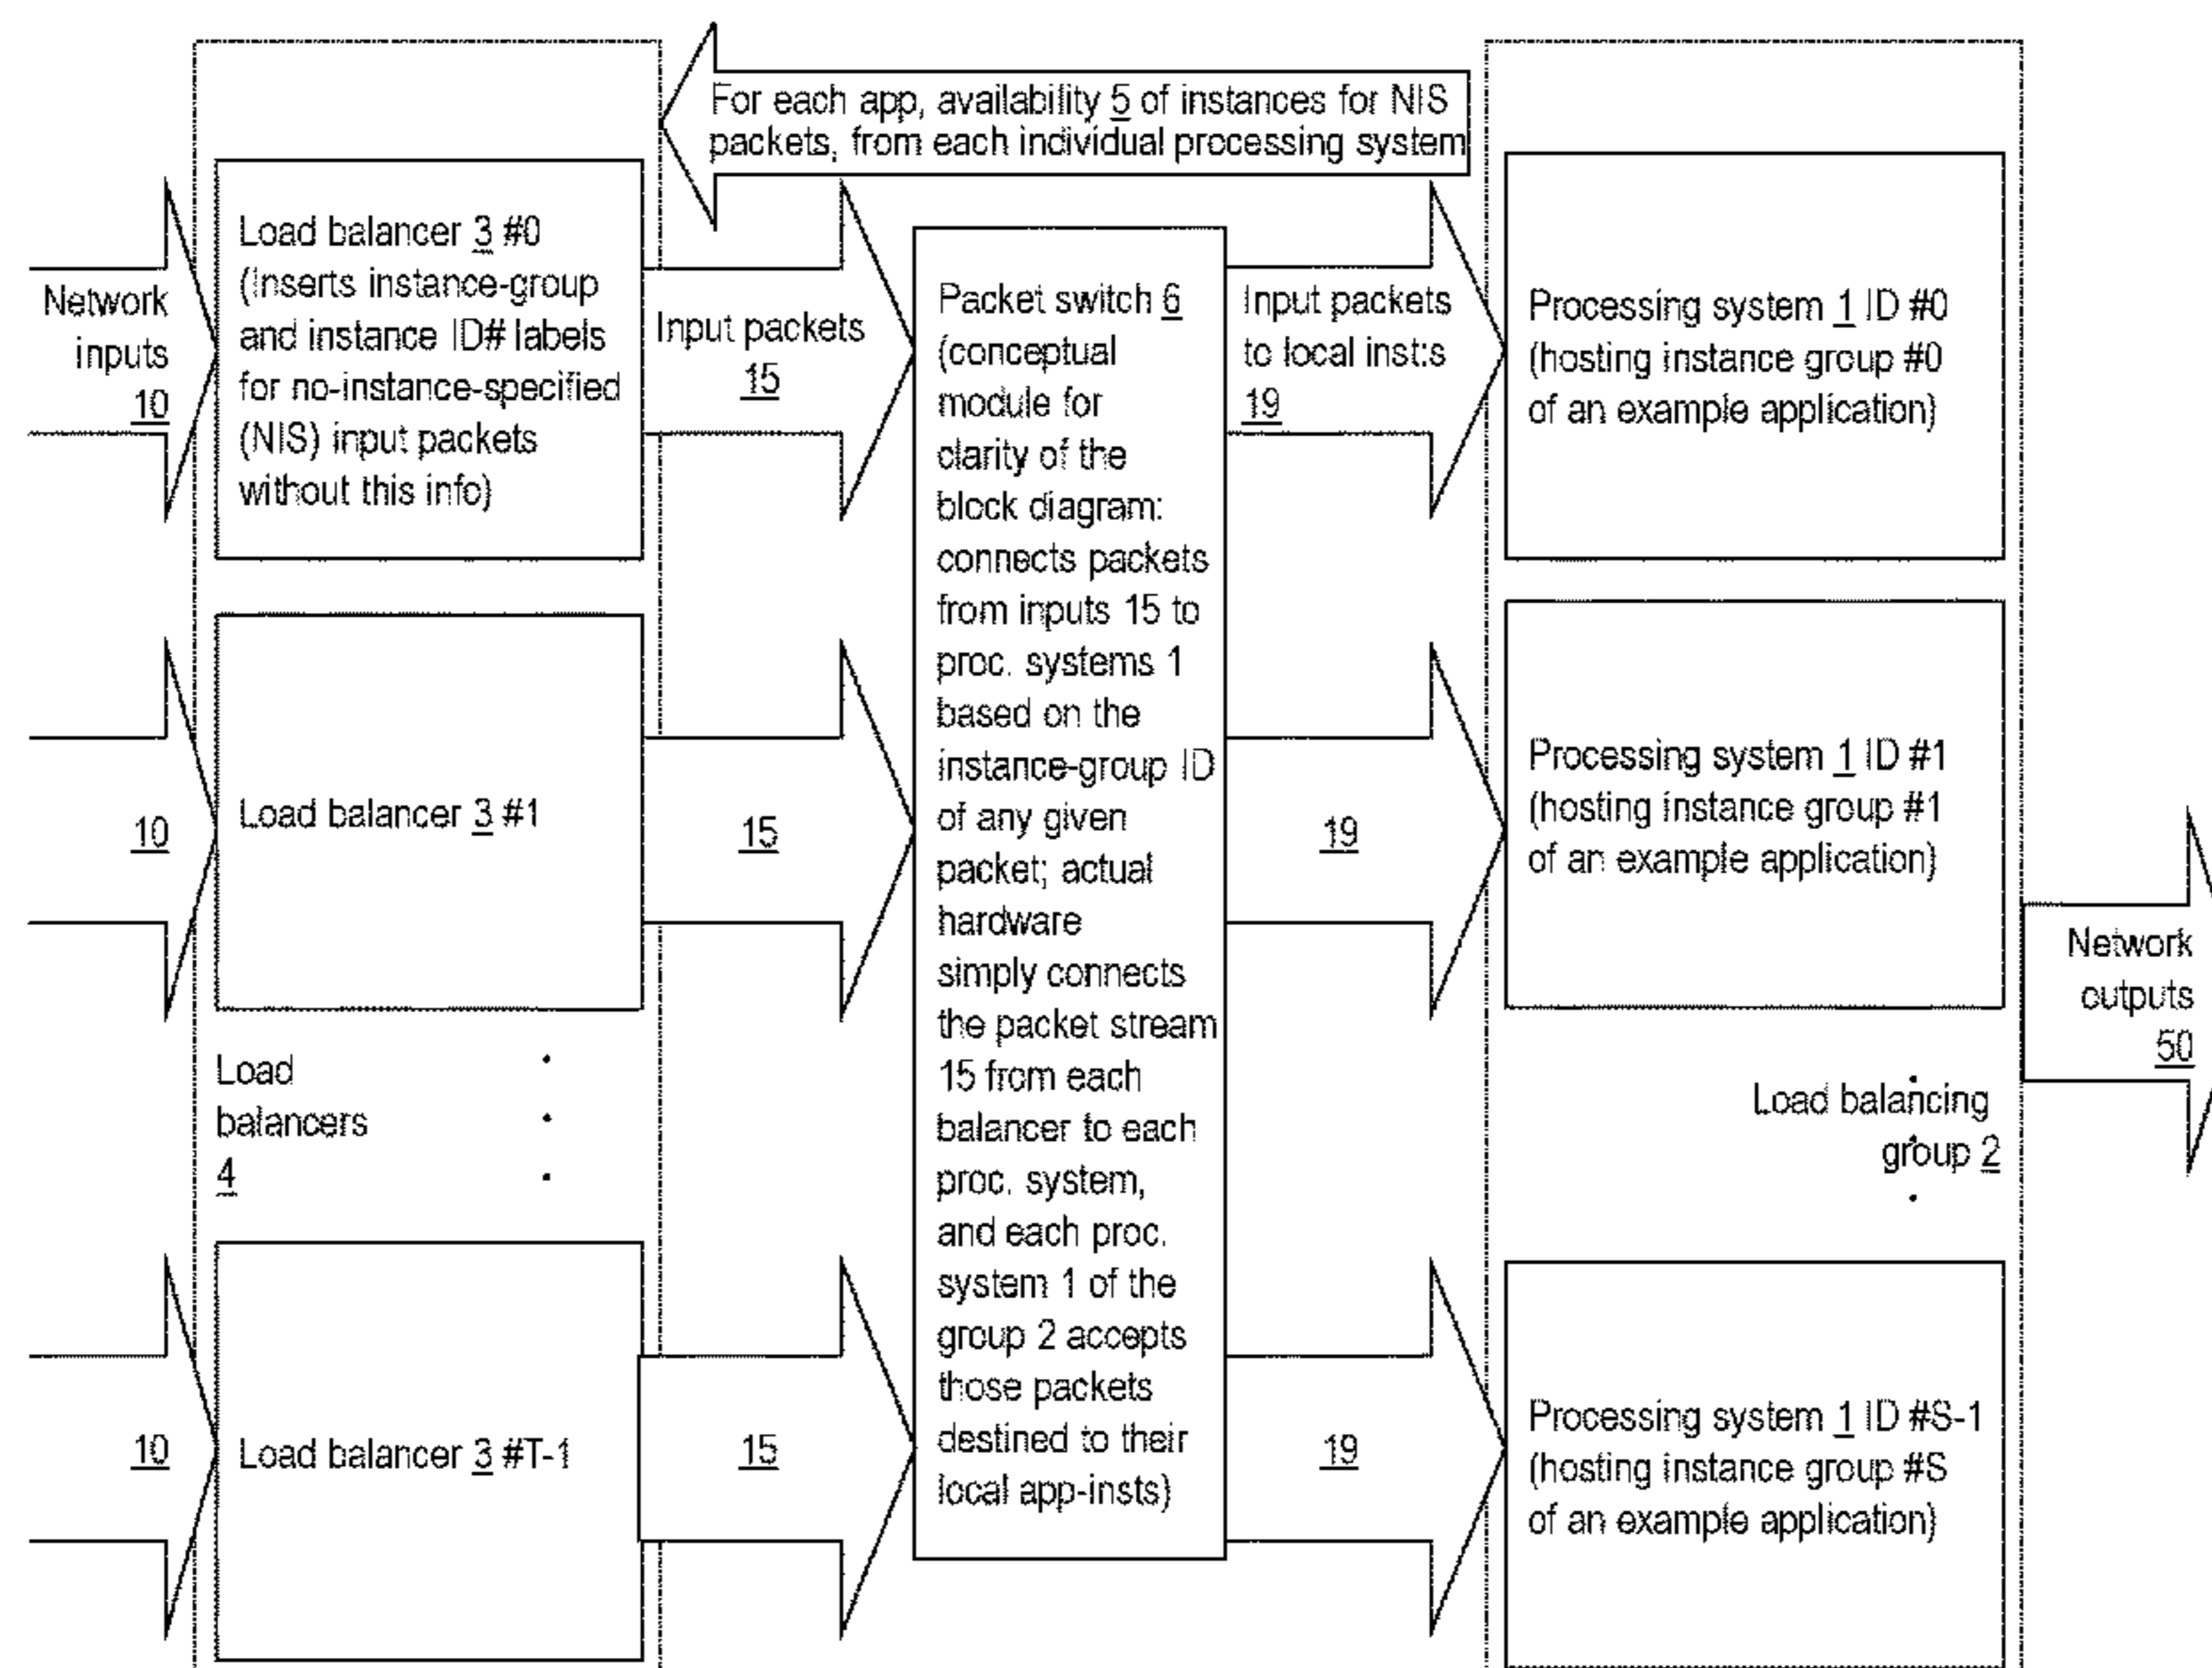 For each app, availability 5 of instances for NIS
packets, from each individual processing system
Network
inputs
10
Load balancer 3 #0
(Inserts instance-group
and instance ID# labels
for no-instance-specified
(NIS) input packets
without this info)
Input packets
15
Packet switch 6
(conceptual
module for
clarity of the
block diagram:
connects packets
from inputs 15 to
proc. systems 1
based on the
instance-group ID
of any given
packet; actual
hardware
simply connects
the packet stream
15 from each
balancer to each
proc. system,
and each proc.
system 1 of the
group 2 accepts
those packets
destined to their
local app-insts)
Input packets
to local inst:s
19
Processing system 1 ID #0
(hosting instance group #0
of an example application)
10
Load balancer 3 #1
15
19
Processing system 1 ID #1
(hosting instance group #1
of an example application)
Network
outputs
50
Load
balancers
4
Load balancing
group 2
10
Load balancer 3 #T-1
15
19
Processing system 1 ID #S-1
(hosting instance group #S
of an example application)